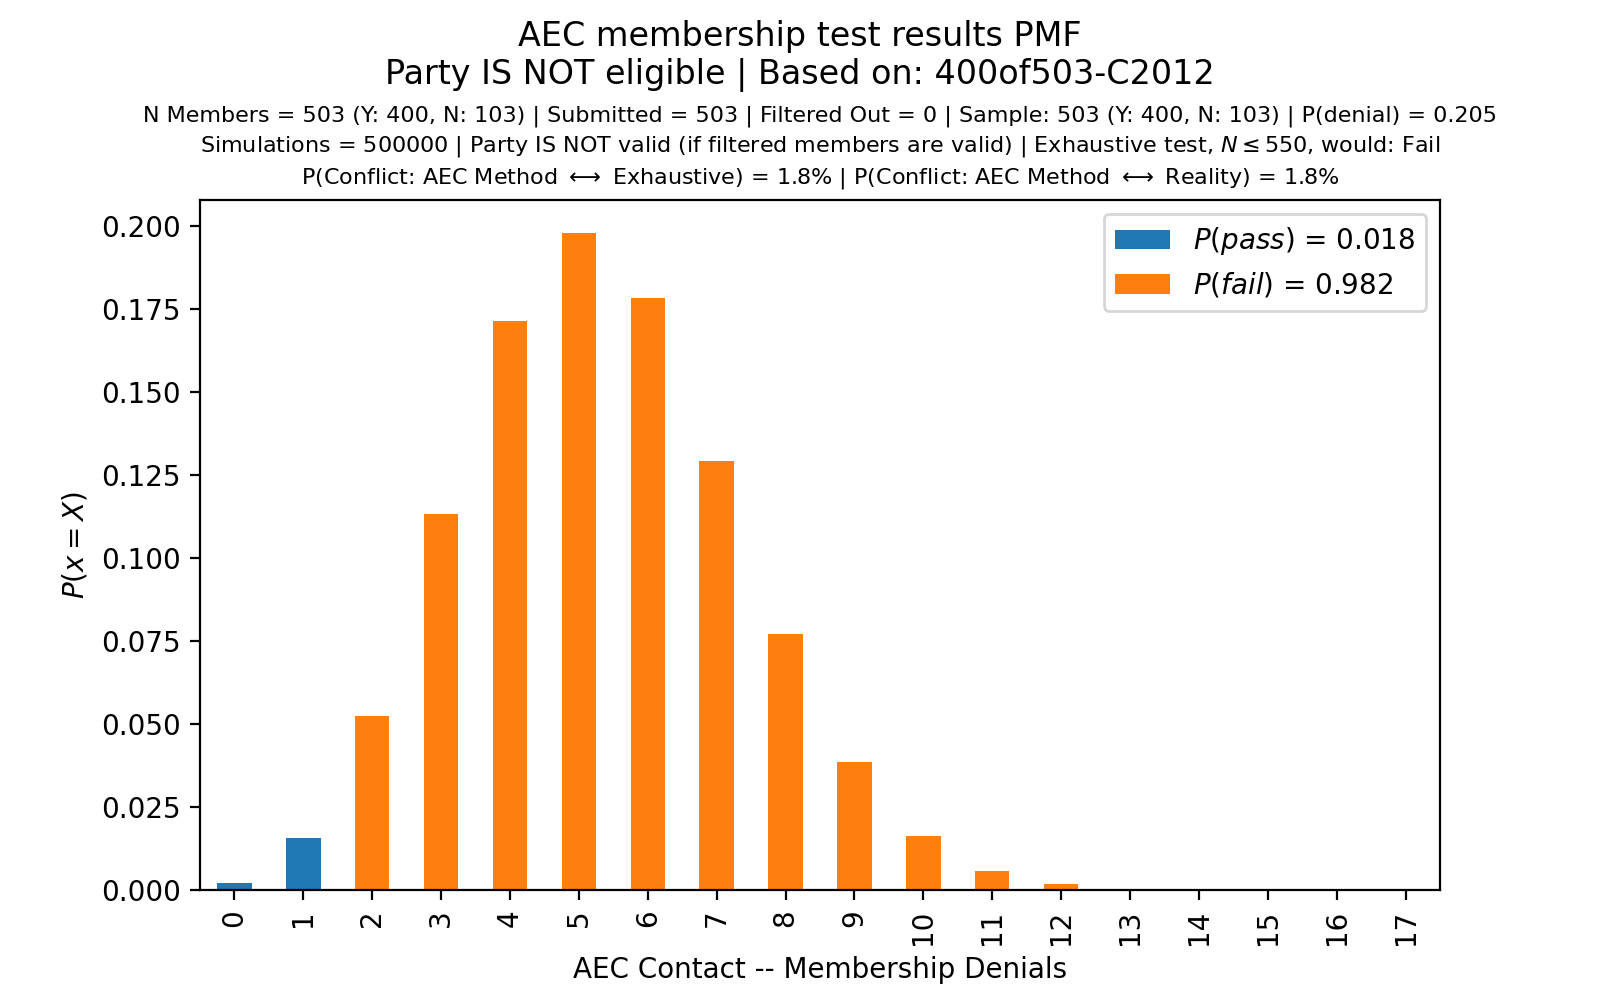 AEC membership test results PMF
Party IS NOT eligible | Based on: 400of503-C2012
N Members = 503 (Y: 400, N: 103) | Submitted = 503 | Filtered Out = 0 | Sample: 503 (Y: 400, N: 103) | P(denial) = 0.205
Simulations = 500000 | Party IS NOT valid (if filtered members are valid) | Exhaustive test, N ≤ 550, would: Fail
P(Conflict: AEC Method ⟷ Exhaustive) = 1.8% | P(Conflict: AEC Method ⟷ Reality) = 1.8%
P(pass) = 0.018
P(fail) = 0.982
0.200
0.175
0.150
0.125
0.100
0.075
0.050
0.025
0.000
P(x = X)
0 1 2 3 4 5 6 7 8 9 10 11 12 13 14 15 16 17
AEC Contact -- Membership Denials